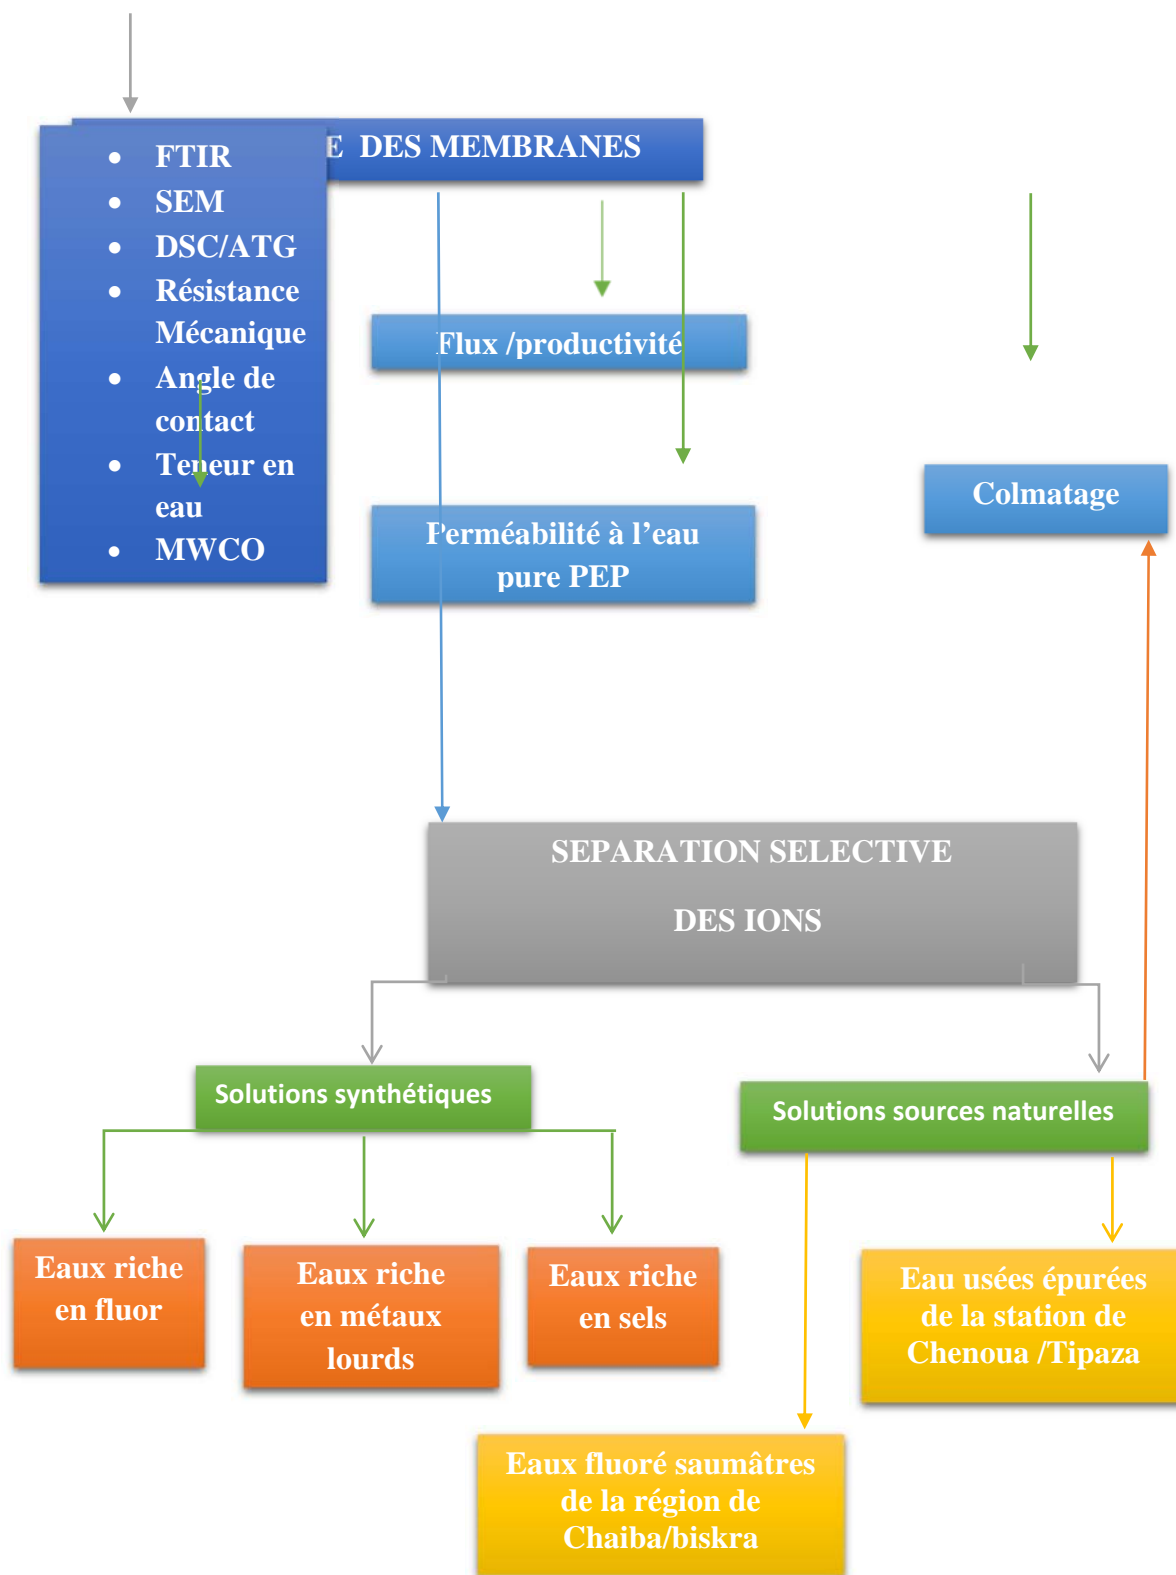 E DES MEMBRANES
• FTIR
• SEM
• DSC/ATG
• Résistance
Mécanique
• Angle de
contact
• Teneur en
eau
• MWCO
Flux /productivité
Perméabilité à l’eau
pure PEP
Colmatage
SEPARATION SELECTIVE
DES IONS
Solutions synthétiques
Solutions sources naturelles
Eaux riche
en fluor
Eaux riche
en métaux
lourds
Eaux riche
en sels
Eau usées épurées
de la station de
Chenoua /Tipaza
Eaux fluoré saumâtres
de la région de
Chaiba/biskra